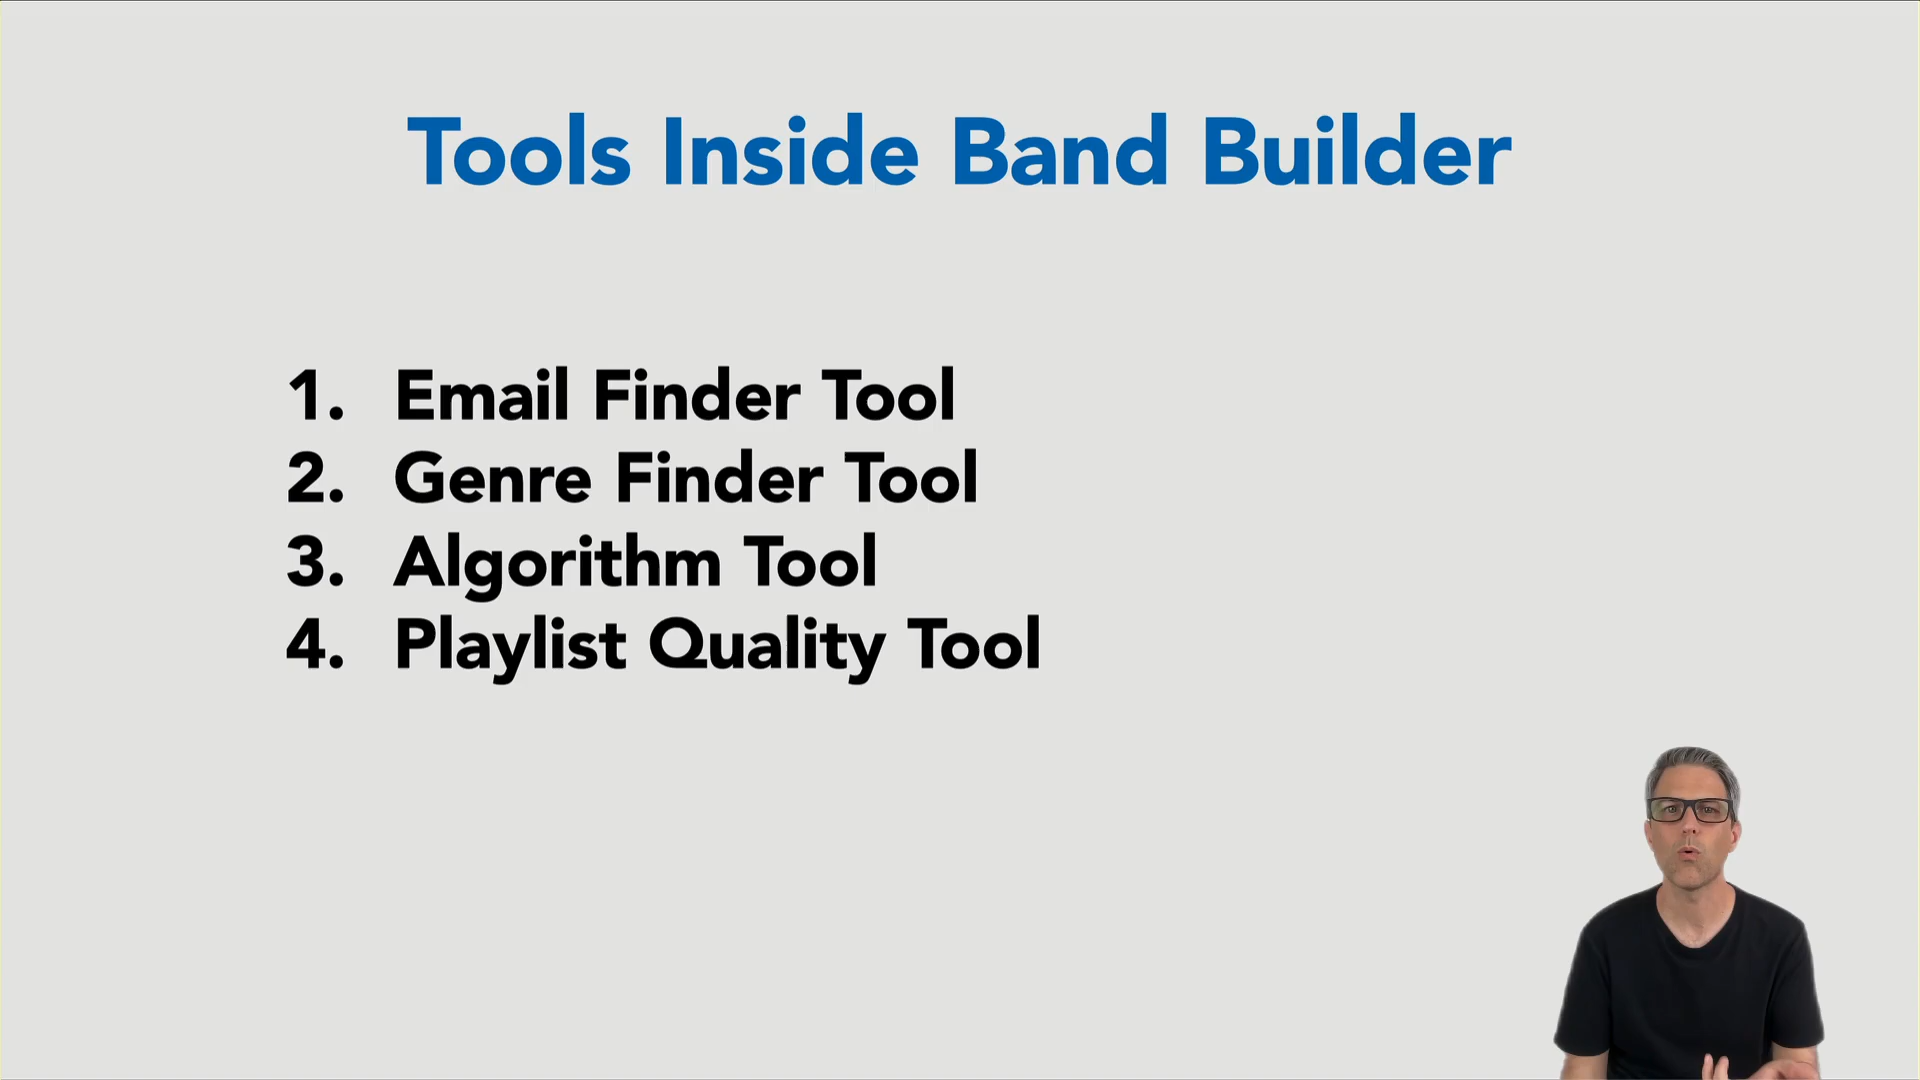 Tools Inside Band Builder
1. Email Finder Tool
2. Genre Finder Tool
3. Algorithm Tool
4. Playlist Quality Tool